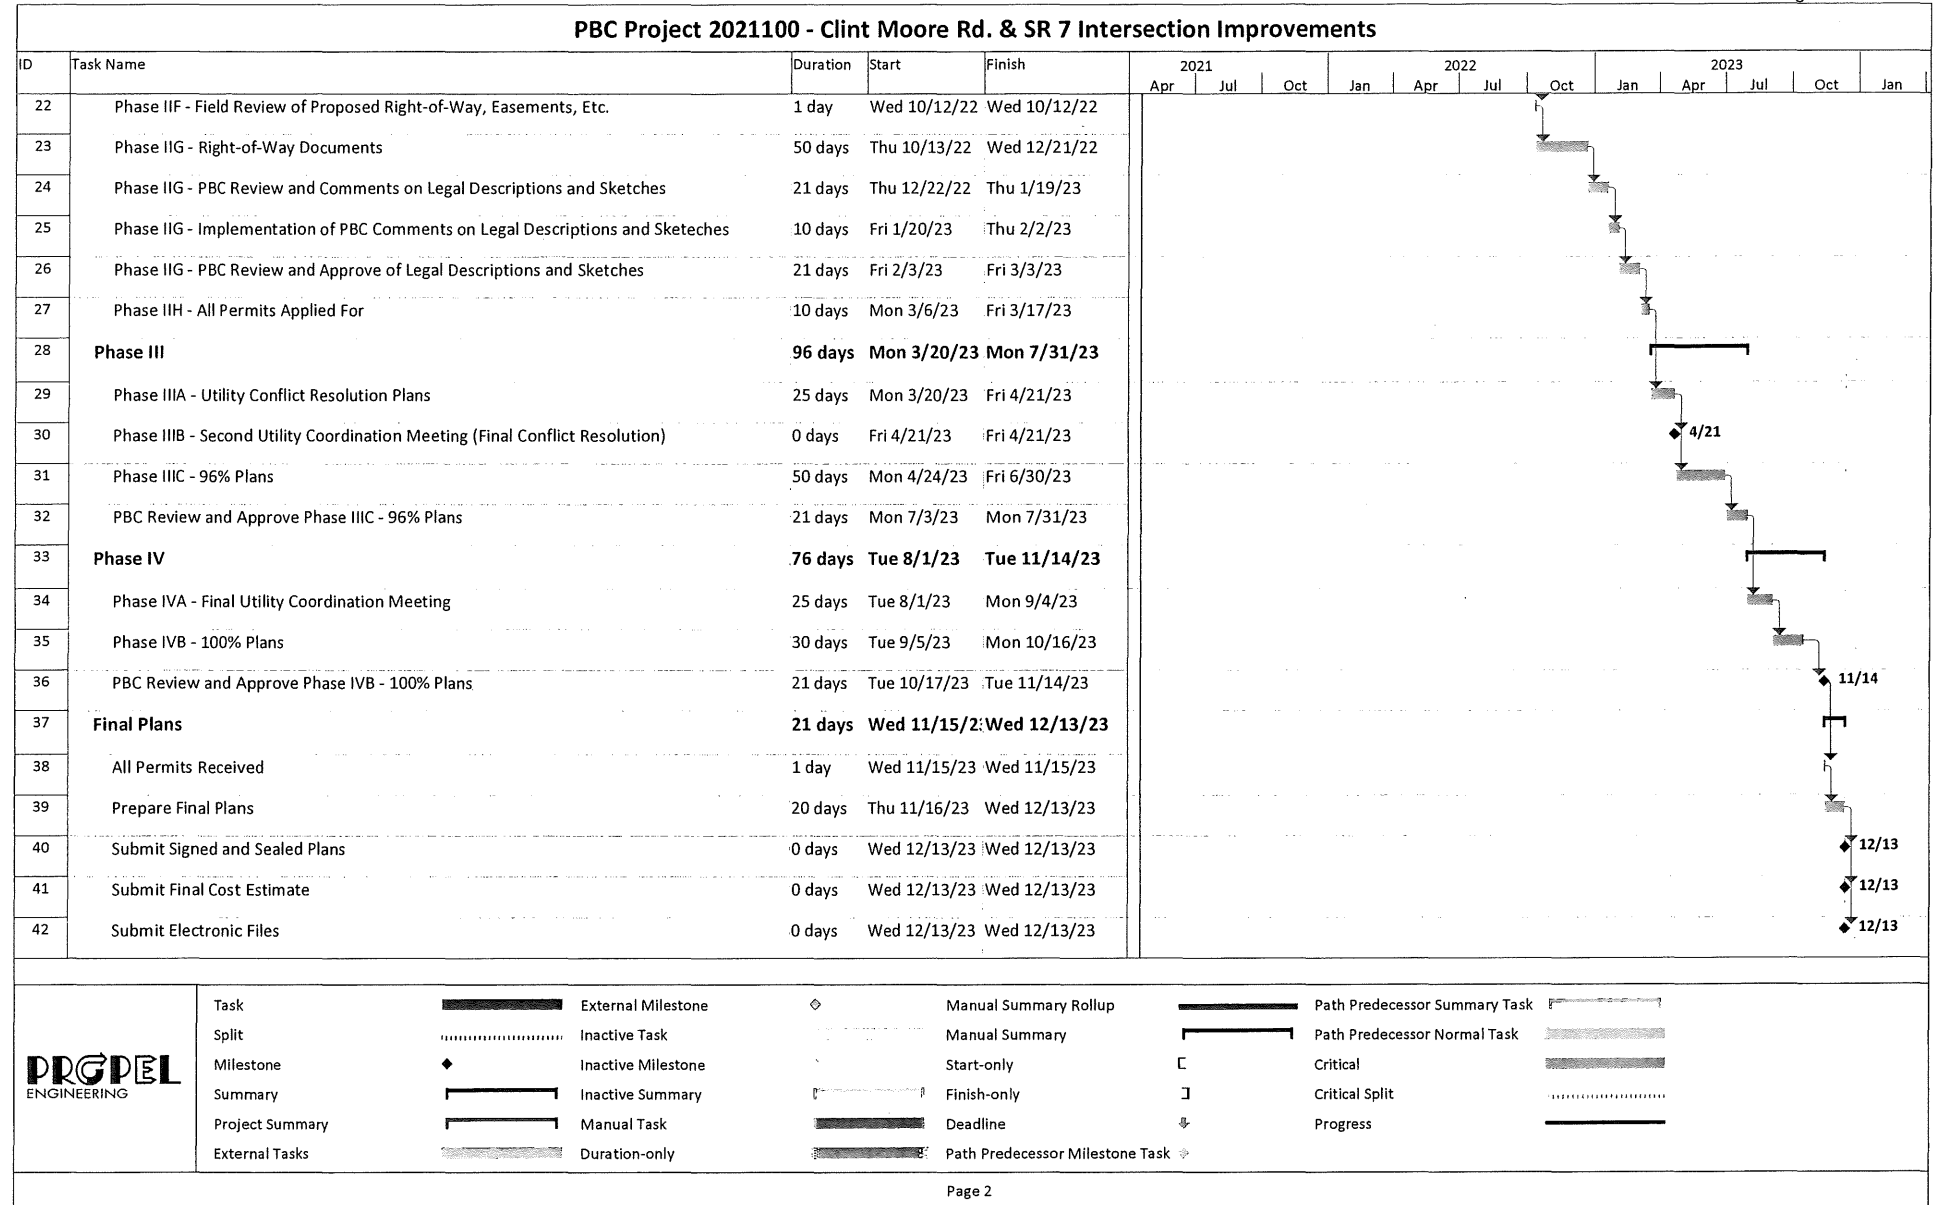 PBC Project 2021100 - Clint Moore Rd. & SR 7 Intersection Improvements
ID Task Name Duration Start Finish 2021 2022 2023
Apr Jul Oct Jan Apr Jul Oct Jan Apr Jul Oct Jan
22 Phase IIF - Field Review of Proposed Right-of-Way, Easements, Etc. 1 day Wed 10/12/22 Wed 10/12/22
23 Phase IIG - Right-of-Way Documents 50 days Thu 10/13/22 Wed 12/21/22
24 Phase IIG - PBC Review and Comments on Legal Descriptions and Sketches 21 days Thu 12/22/22 Thu 1/19/23
25 Phase IIG - Implementation of PBC Comments on Legal Descriptions and Sketeches 10 days Fri 1/20/23 Thu 2/2/23
26 Phase IIG - PBC Review and Approve of Legal Descriptions and Sketches 21 days Fri 2/3/23 Fri 3/3/23
27 Phase IIH - All Permits Applied For 10 days Mon 3/6/23 Fri 3/17/23
28 Phase III 96 days Mon 3/20/23 Mon 7/31/23
29 Phase IIIA - Utility Conflict Resolution Plans 25 days Mon 3/20/23 Fri 4/21/23
30 Phase IIIB - Second Utility Coordination Meeting (Final Conflict Resolution) 0 days Fri 4/21/23 Fri 4/21/23 4/21
31 Phase IIIC - 96% Plans 50 days Mon 4/24/23 Fri 6/30/23
32 PBC Review and Approve Phase IIIC - 96% Plans 21 days Mon 7/3/23 Mon 7/31/23
33 Phase IV 76 days Tue 8/1/23 Tue 11/14/23
34 Phase IVA - Final Utility Coordination Meeting 25 days Tue 8/1/23 Mon 9/4/23
35 Phase IVB - 100% Plans 30 days Tue 9/5/23 Mon 10/16/23
36 PBC Review and Approve Phase IVB - 100% Plans 21 days Tue 10/17/23 Tue 11/14/23 11/14
37 Final Plans 21 days Wed 11/15/2 Wed 12/13/23
38 All Permits Received 1 day Wed 11/15/23 Wed 11/15/23
39 Prepare Final Plans 20 days Thu 11/16/23 Wed 12/13/23
40 Submit Signed and Sealed Plans 0 days Wed 12/13/23 Wed 12/13/23 12/13
41 Submit Final Cost Estimate 0 days Wed 12/13/23 Wed 12/13/23 12/13
42 Submit Electronic Files 0 days Wed 12/13/23 Wed 12/13/23 12/13
PROPEL
ENGINEERING
Task External Milestone Manual Summary Rollup Path Predecessor Summary Task
Split Inactive Task Manual Summary Path Predecessor Normal Task
Milestone Inactive Milestone Start-only Critical
Summary Inactive Summary Finish-only Critical Split
Project Summary Manual Task Deadline Progress
External Tasks Duration-only Path Predecessor Milestone Task
Page 2